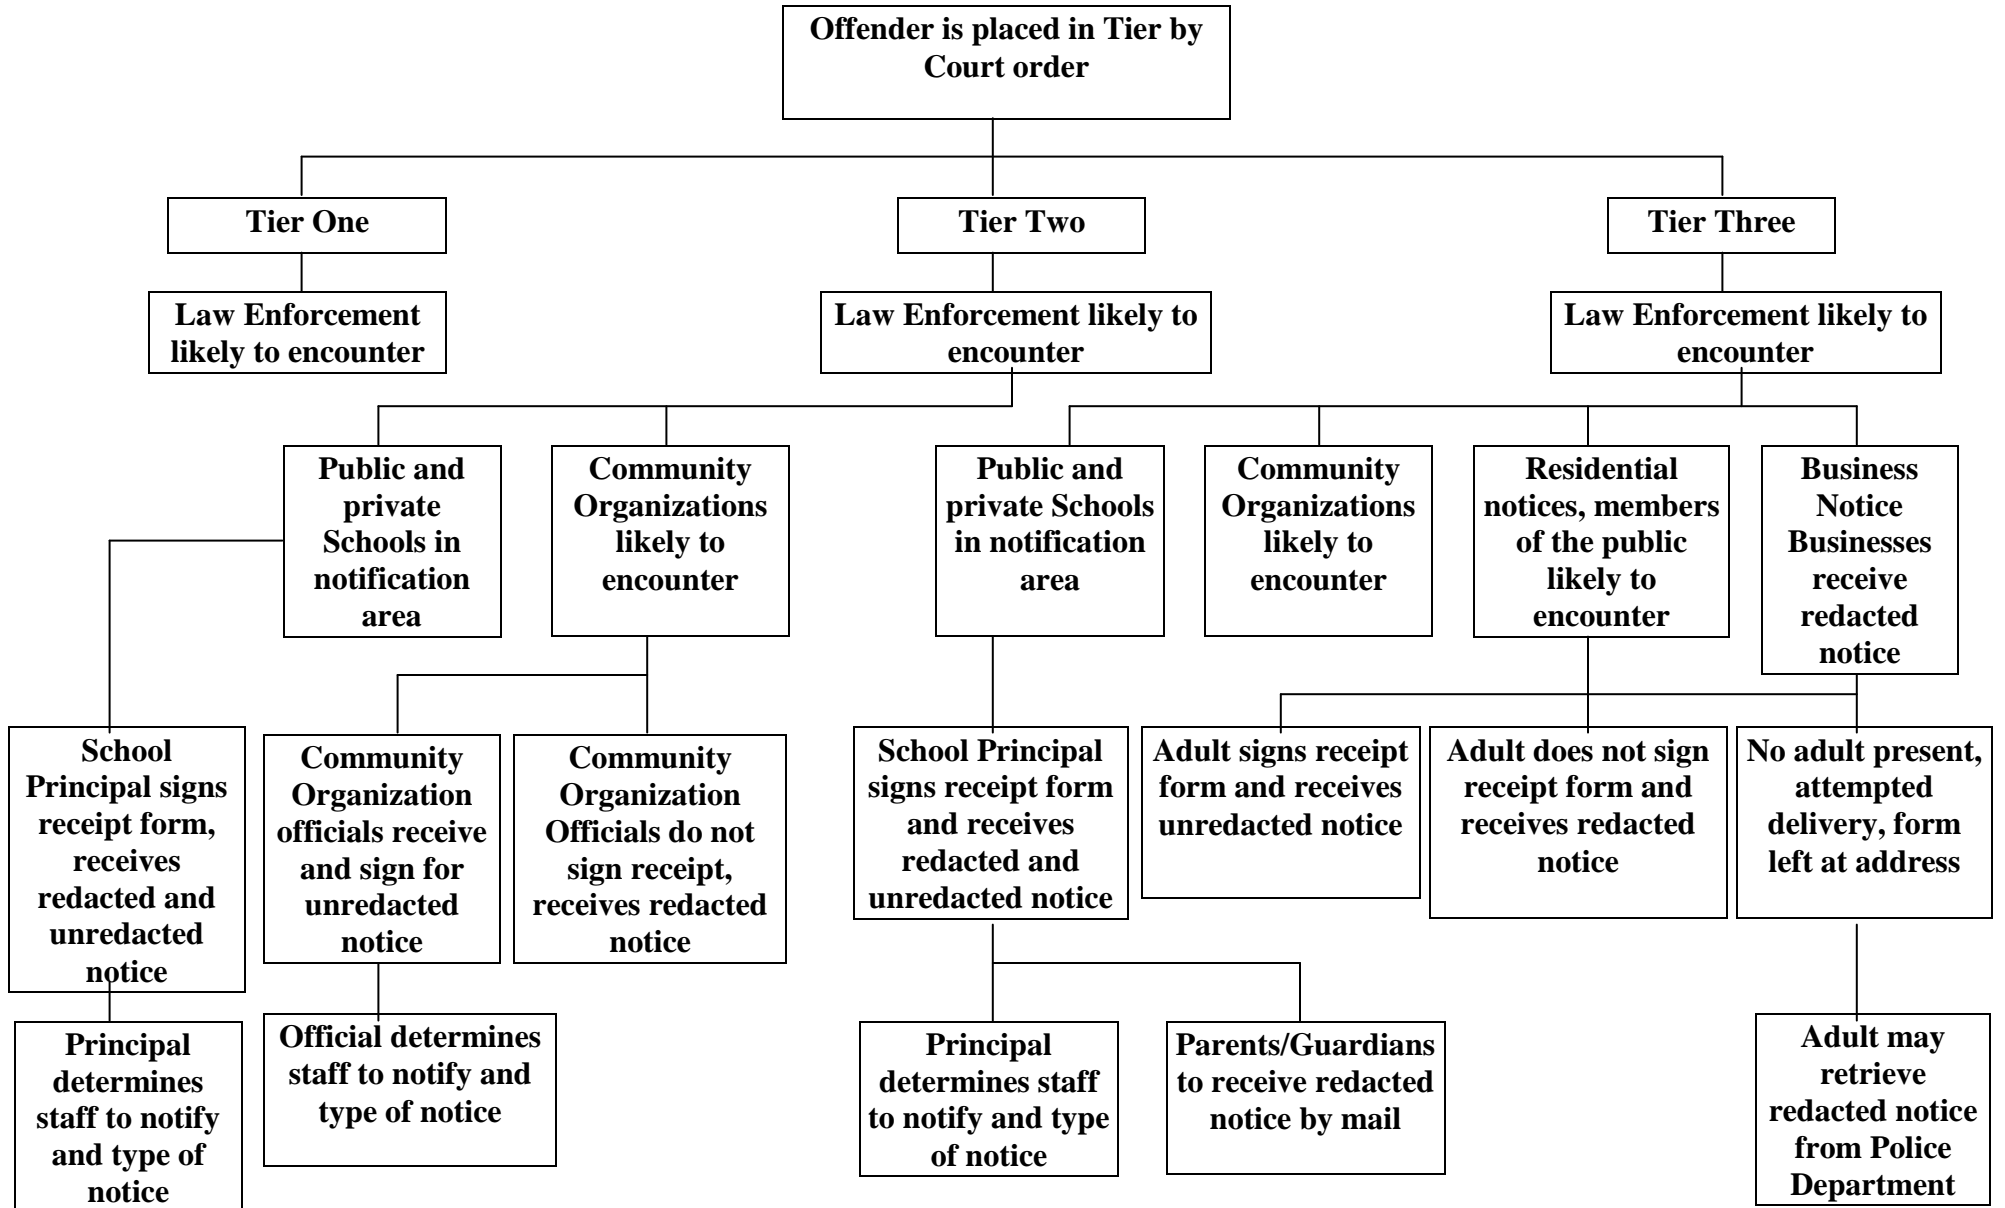 Offender is placed in Tier by
Court order
Tier One
Tier Two
Tier Three
Law Enforcement
likely to encounter
Law Enforcement likely to
encounter
Law Enforcement likely to
encounter
Public and
private
Schools in
notification
area
Community
Organizations
likely to
encounter
Public and
private Schools
in notification
area
Community
Organizations
likely to
encounter
Residential
notices, members
of the public
likely to
encounter
Business
Notice
Businesses
receive
redacted
notice
School
Principal signs
receipt form,
receives
redacted and
unredacted
notice
Community
Organization
officials receive
and sign for
unredacted
notice
Community
Organization
Officials do not
sign receipt,
receives redacted
notice
School Principal
signs receipt form
and receives
redacted and
unredacted notice
Adult signs receipt
form and receives
unredacted notice
Adult does not sign
receipt form and
receives redacted
notice
No adult present,
attempted
delivery, form
left at address
Principal
determines
staff to notify
and type of
notice
Official determines
staff to notify and
type of notice
Principal
determines staff
to notify and type
of notice
Parents/Guardians
to receive redacted
notice by mail
Adult may
retrieve
redacted notice
from Police
Department